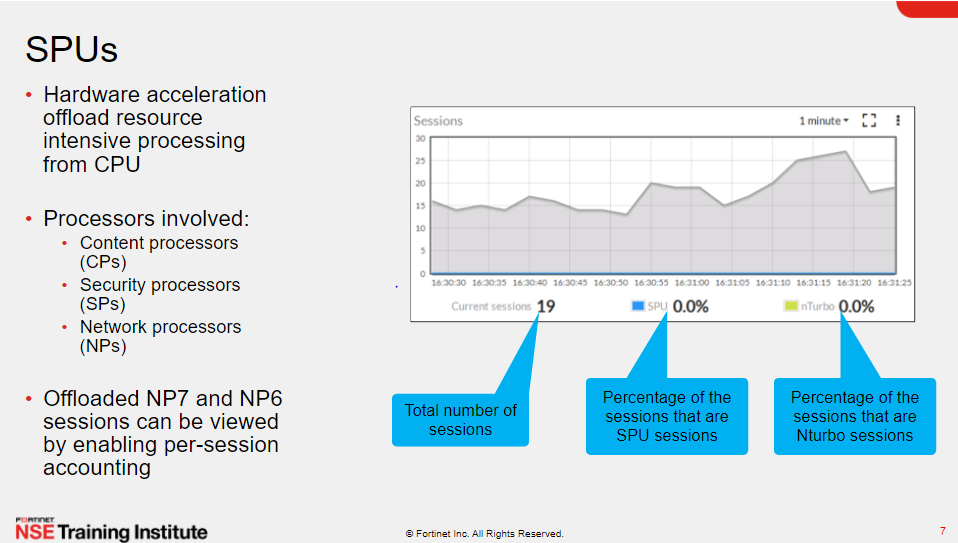 SPUs
• Hardware acceleration
offload resource
intensive processing
from CPU
• Processors involved:
• Content processors
(CPs)
• Security processors
(SPs)
• Network processors
(NPs)
• Offloaded NP7 and NP6
sessions can be viewed
by enabling per-session
accounting
Sessions
1 minute
30
25
20
15
10
5
0
16:30:30 16:30:35 16:30:40 16:30:45 16:30:50 16:30:55 16:31:00 16:31:05 16:31:10 16:31:15 16:31:20 16:31:25
Current sessions 19 SPU 0.0% nTurbo 0.0%
Total number of
sessions
Percentage of the
sessions that are
SPU sessions
Percentage of the
sessions that are
Nturbo sessions
FORTINET
NSE Training Institute
© Fortinet Inc. All Rights Reserved.
7